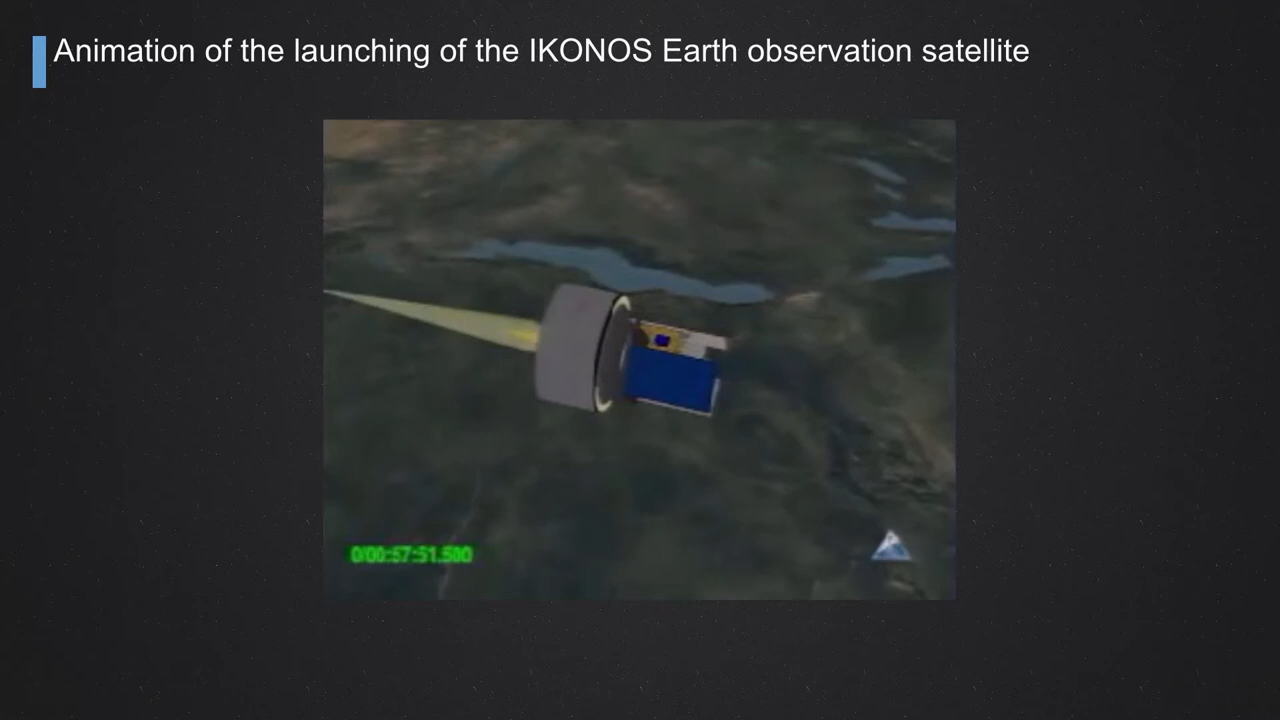 Animation of the launching of the IKONOS Earth observation satellite
0/00:57:51.500